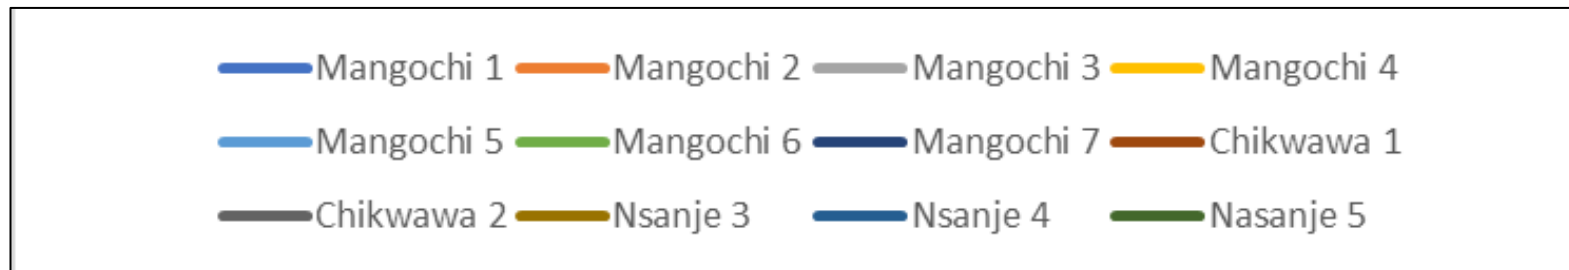 Mangochi 1 Mangochi 2 Mangochi 3 Mangochi 4
Mangochi 5 Mangochi 6 Mangochi 7 Chikwawa 1
Chikwawa 2 Nsanje 3 Nsanje 4 Nasanje 5